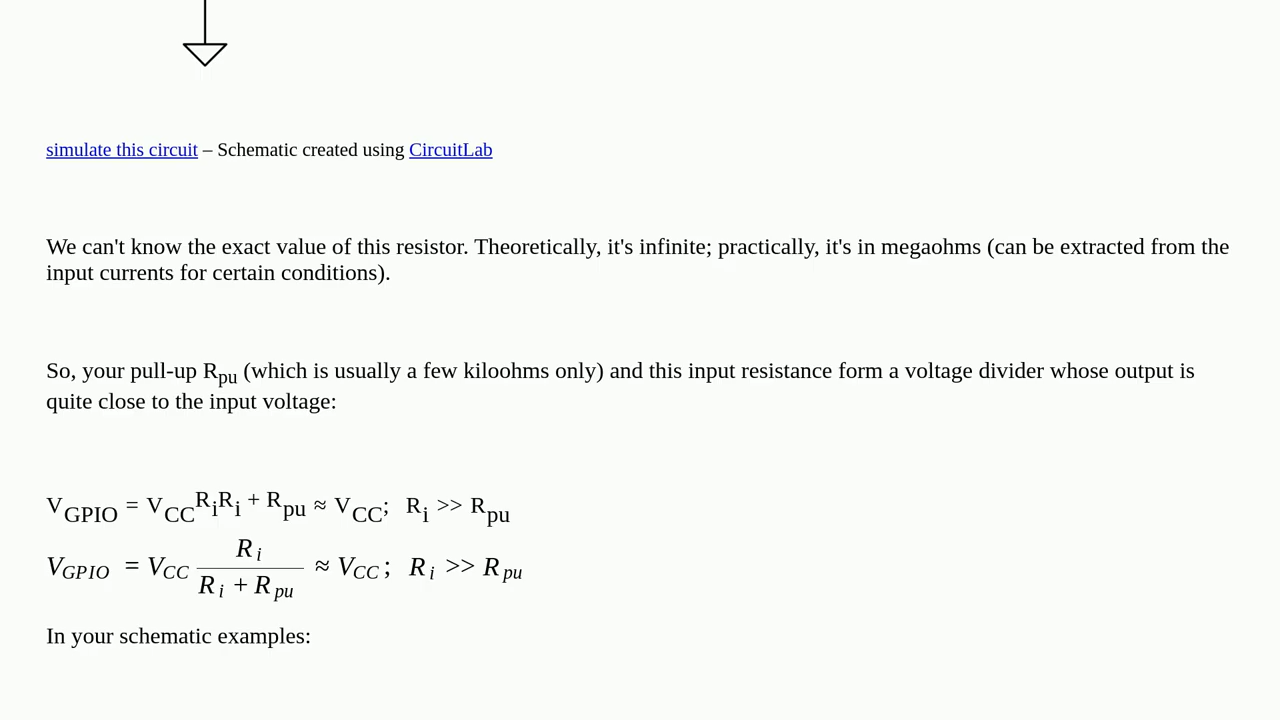 simulate this circuit – Schematic created using CircuitLab
We can't know the exact value of this resistor. Theoretically, it's infinite; practically, it's in megaohms (can be extracted from the
input currents for certain conditions).
So, your pull-up Rpu (which is usually a few kiloohms only) and this input resistance form a voltage divider whose output is
quite close to the input voltage:
VGPIO = VCCRiRi + Rpu ≈ VCC; Ri >> Rpu
VGPIO = VCC Ri / Ri + Rpu ≈ VCC; Ri >> Rpu
In your schematic examples: